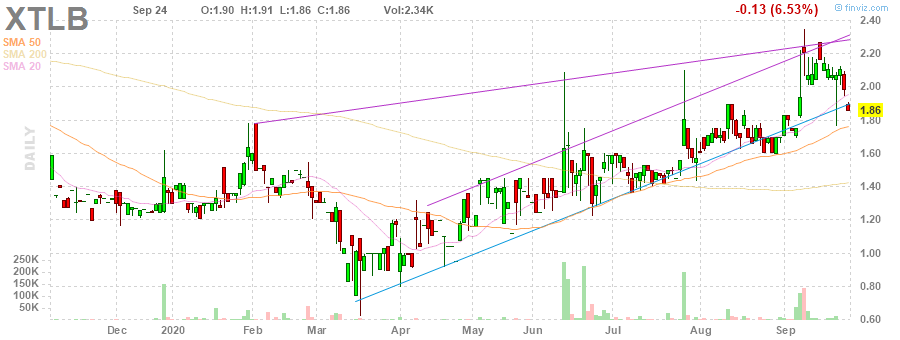 XTLB
Sep 24 O:1.90 H:1.91 L:1.86 C:1.86 Vol:2.34K
-0.13 (6.53%)
© finviz.com
SMA 50
SMA 200
SMA 20
DAILY
2.40
2.20
2.00
1.86
1.80
1.60
1.40
1.20
1.00
0.80
0.60
250K
200K
150K
100K
50K
Dec 2020 Feb Mar Apr May Jun Jul Aug Sep